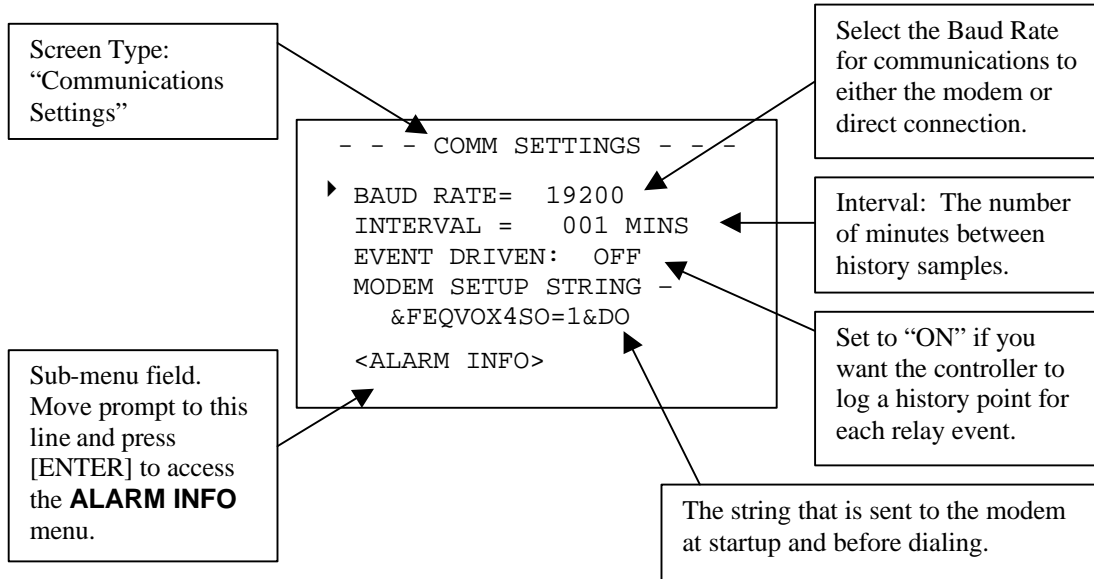 Screen Type:
“Communications
Settings”
Select the Baud Rate
for communications to
either the modem or
direct connection.
- - - COMM SETTINGS - - -
BAUD RATE= 19200
INTERVAL = 001 MINS
EVENT DRIVEN: OFF
MODEM SETUP STRING -
&FEQVOX4SO=1&DO
<ALARM INFO>
Interval: The number
of minutes between
history samples.
Set to “ON” if you
want the controller to
log a history point for
each relay event.
Sub-menu field.
Move prompt to this
line and press
[ENTER] to access
the ALARM INFO
menu.
The string that is sent to the modem
at startup and before dialing.